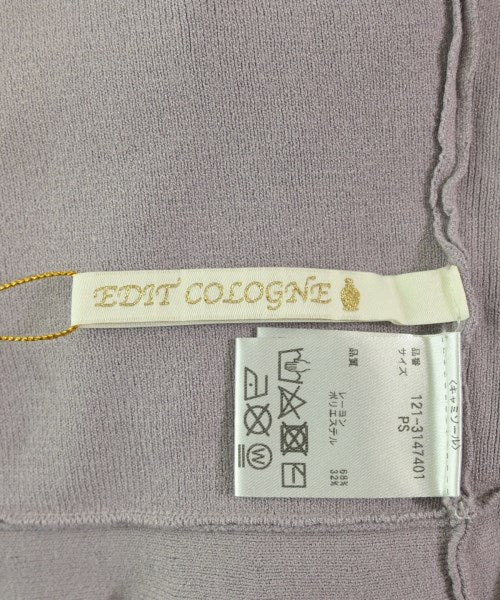 EDIT COLOGNE
〈キャミソール〉
品番 121-3147401
サイズ PS
品質
レーヨン 68%
ポリエステル 32%
W